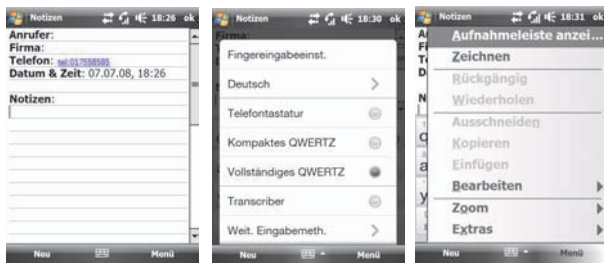 Notizen 18:26 ok
Anrufer:
Firma:
Telefon: tel:017558585
Datum & Zeit: 07.07.08, 18:26
Notizen:
Neu Menü
Notizen 18:30 ok
Firma:
Fingereingabeeinst.
Deutsch
Telefontastatur
Kompaktes QWERTZ
Vollständiges QWERTZ
Transcriber
Weit. Eingabemeth.
Neu Menü
Notizen 18:31 ok
Aufnahmeleiste anzei...
Zeichnen
Rückgängig
Wiederholen
Ausschneiden
Kopieren
Einfügen
Bearbeiten
Zoom
Extras
Neu Menü